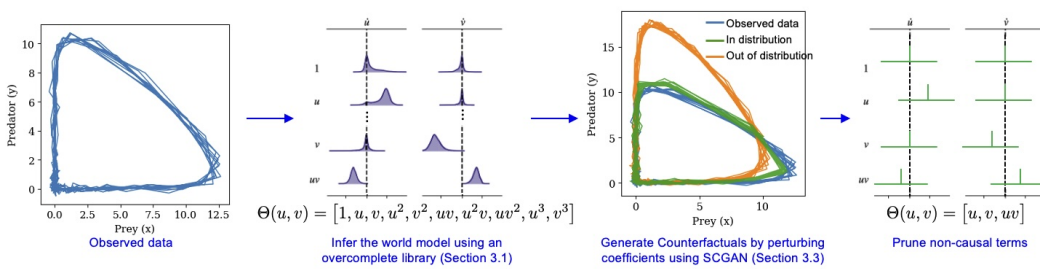 10
8
6
4
2
0
Predator (y)
0.0 2.5 5.0 7.5 10.0 12.5
Prey (x)
Observed data
u̇ v̇
1
u
⋮ ⋮
v
uv
Θ(u, v) = [1, u, v, u², v², uv, u²v, uv², u³, v³]
Infer the world model using an
overcomplete library (Section 3.1)
Observed data
In distribution
Out of distribution
15
10
5
0
Predator (y)
0 5 10
Prey (x)
Generate Counterfactuals by perturbing
coefficients using SCGAN (Section 3.3)
u̇ v̇
1
u
v
uv
Θ(u, v) = [u, v, uv]
Prune non-causal terms